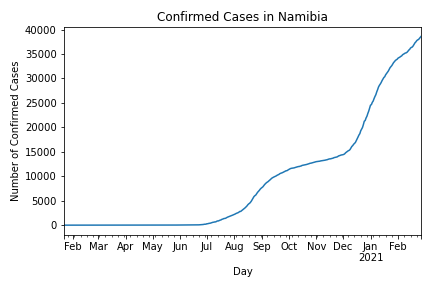 Confirmed Cases in Namibia
Number of Confirmed Cases
40000
35000
30000
25000
20000
15000
10000
5000
0
Feb Mar Apr May Jun Jul Aug Sep Oct Nov Dec Jan Feb
2021
Day